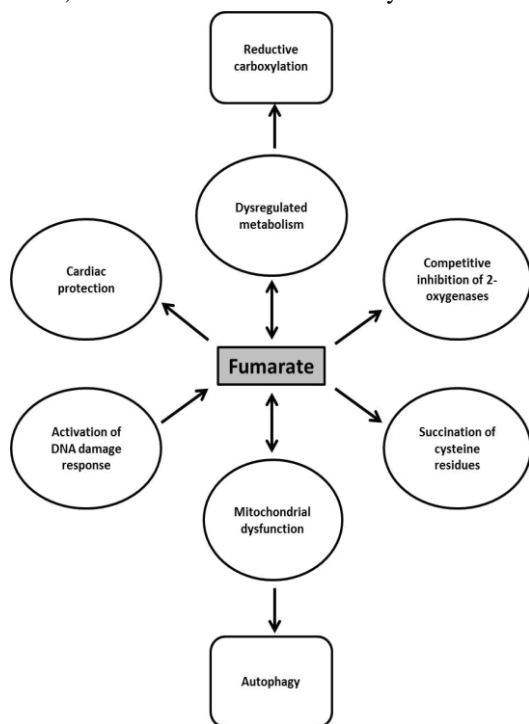 Reductive
carboxylation
Dysregulated
metabolism
Cardiac
protection
Competitive
inhibition of 2-
oxygenases
Fumarate
Activation of
DNA damage
response
Succination of
cysteine
residues
Mitochondrial
dysfunction
Autophagy